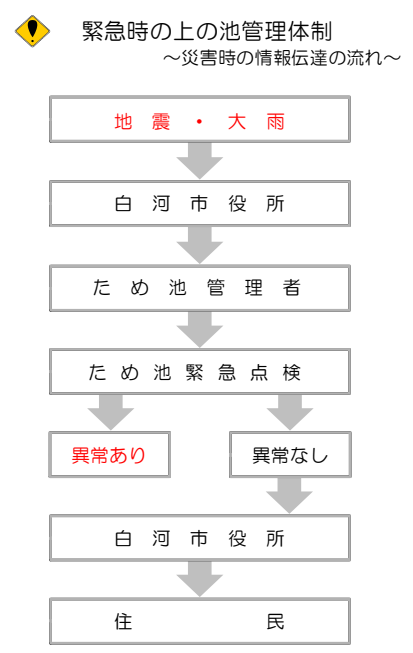 緊急時の上の池管理体制
～災害時の情報伝達の流れ～
地震・大雨
白河市役所
ため池管理者
ため池緊急点検
異常あり
異常なし
白河市役所
住民